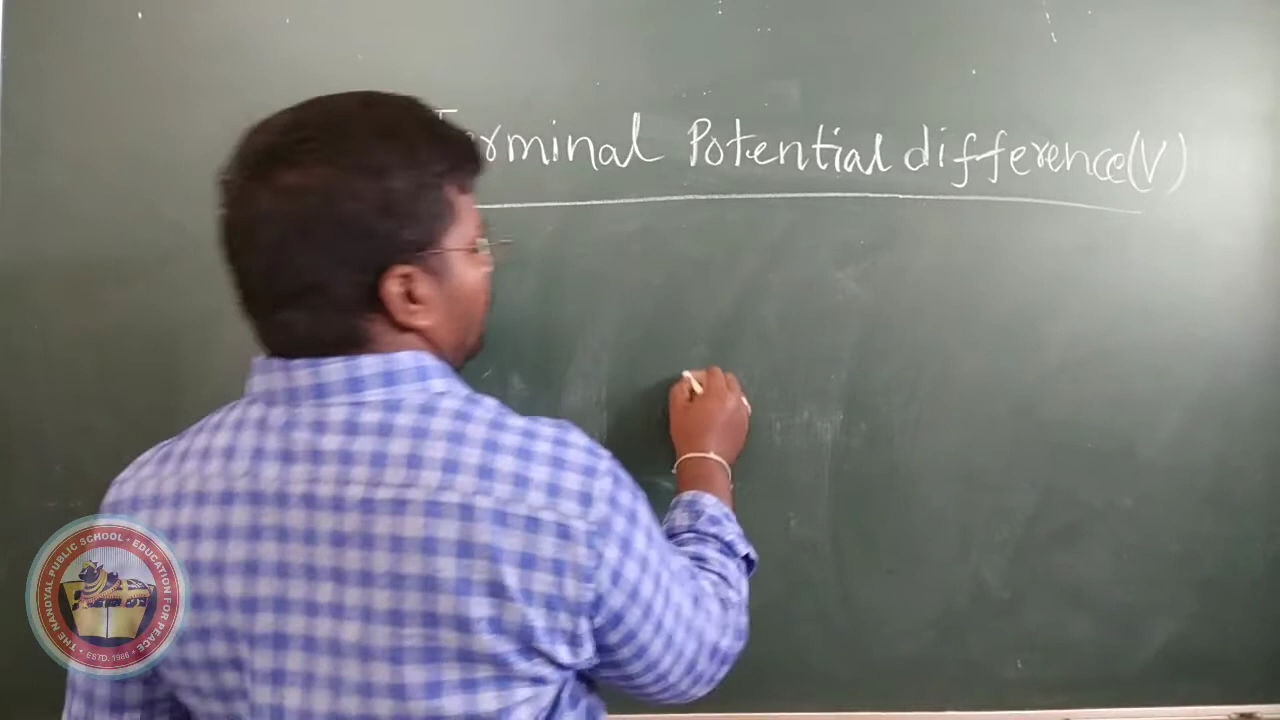 Terminal Potential difference(V)
THE NANDYAL PUBLIC SCHOOL • EDUCATION FOR PEACE
• ESTD. 1986 •